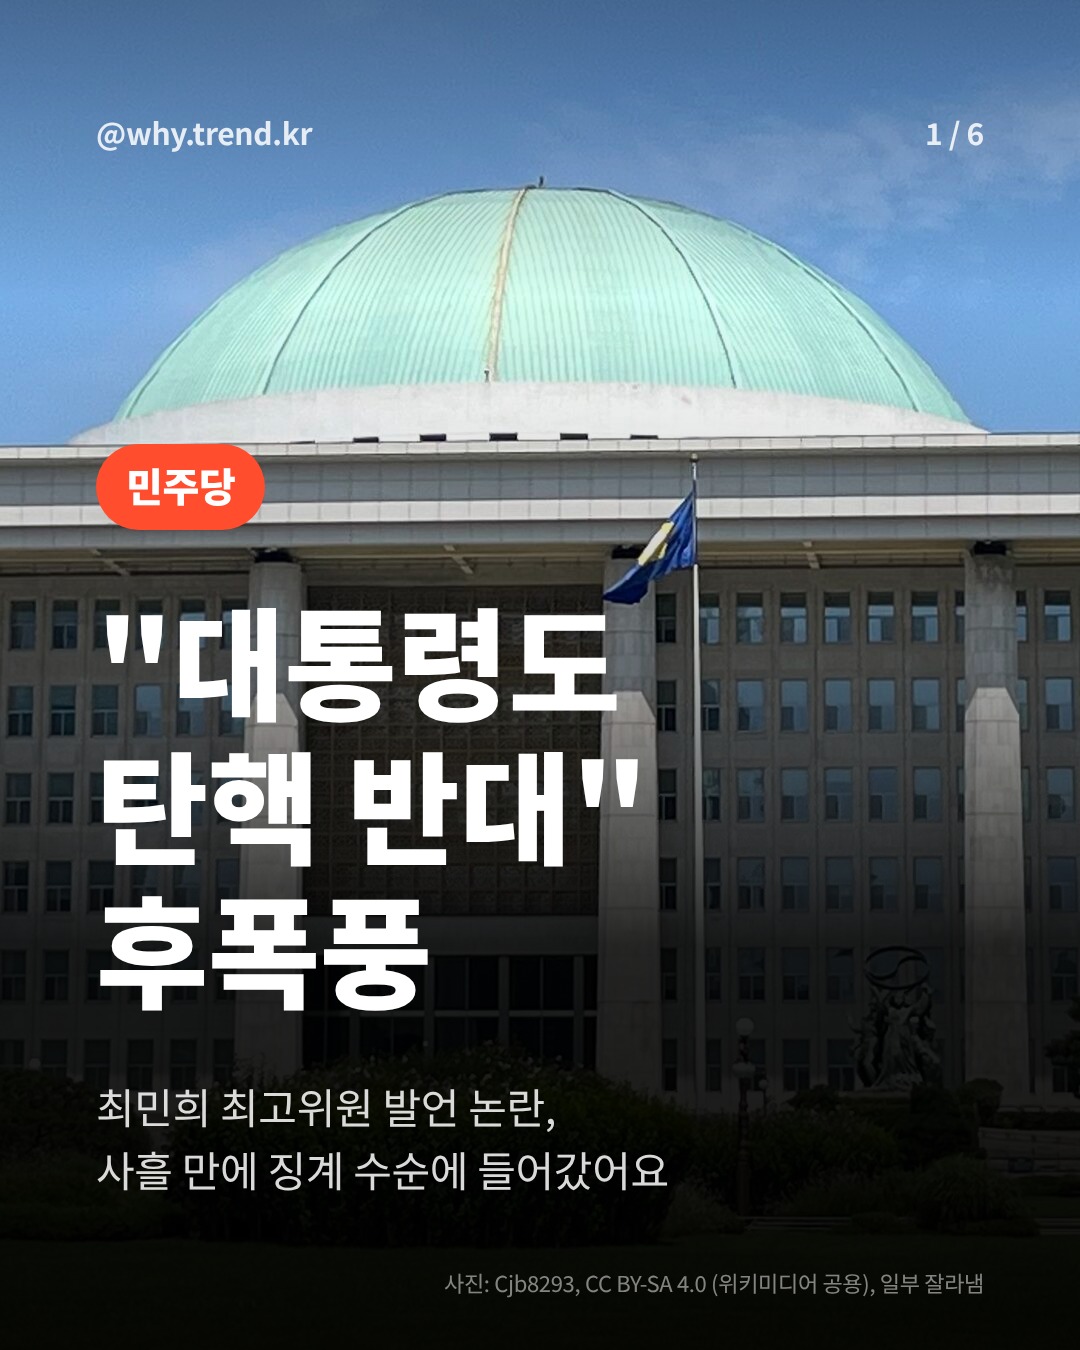 @why.trend.kr
1 / 6
민주당
"대통령도
탄핵 반대"
후폭풍
최민희 최고위원 발언 논란,
사흘 만에 징계 수순에 들어갔어요
사진: Cjb8293, CC BY-SA 4.0 (위키미디어 공용), 일부 잘라냄